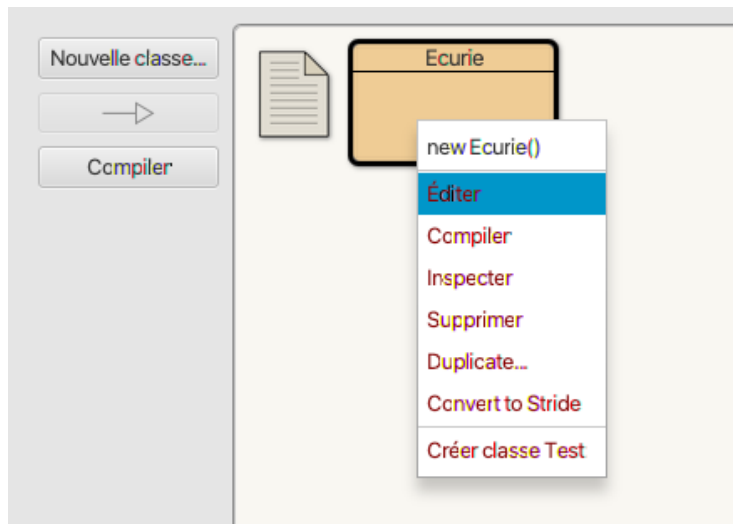 Nouvelle classe...
Compiler
Ecurie
new Ecurie()
Éditer
Compiler
Inspecter
Supprimer
Duplicate...
Convert to Stride
Créer classe Test